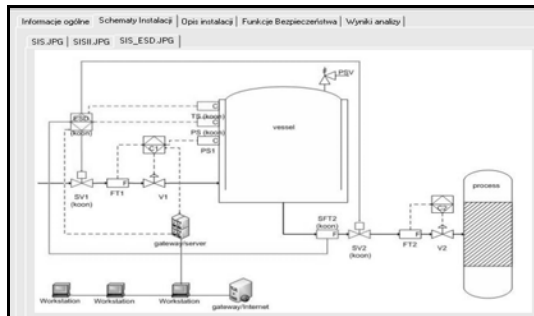 Informacje ogólne Schematy Instalacji Opis instalacji Funkcje Bezpieczeństwa Wyniki analizy
SIS.JPG SISII.JPG SIS_ESD.JPG
PSV
ESD
(koon)
C
TS (koon)
C
PS (koon)
C
PS1
vessel
C1
F
SV1
(koon)
FT1
V1
process
SFT2
(koon)
F
SV2
(koon)
F
FT2
V2
gateway/server
Workstation Workstation Workstation gateway/Internet